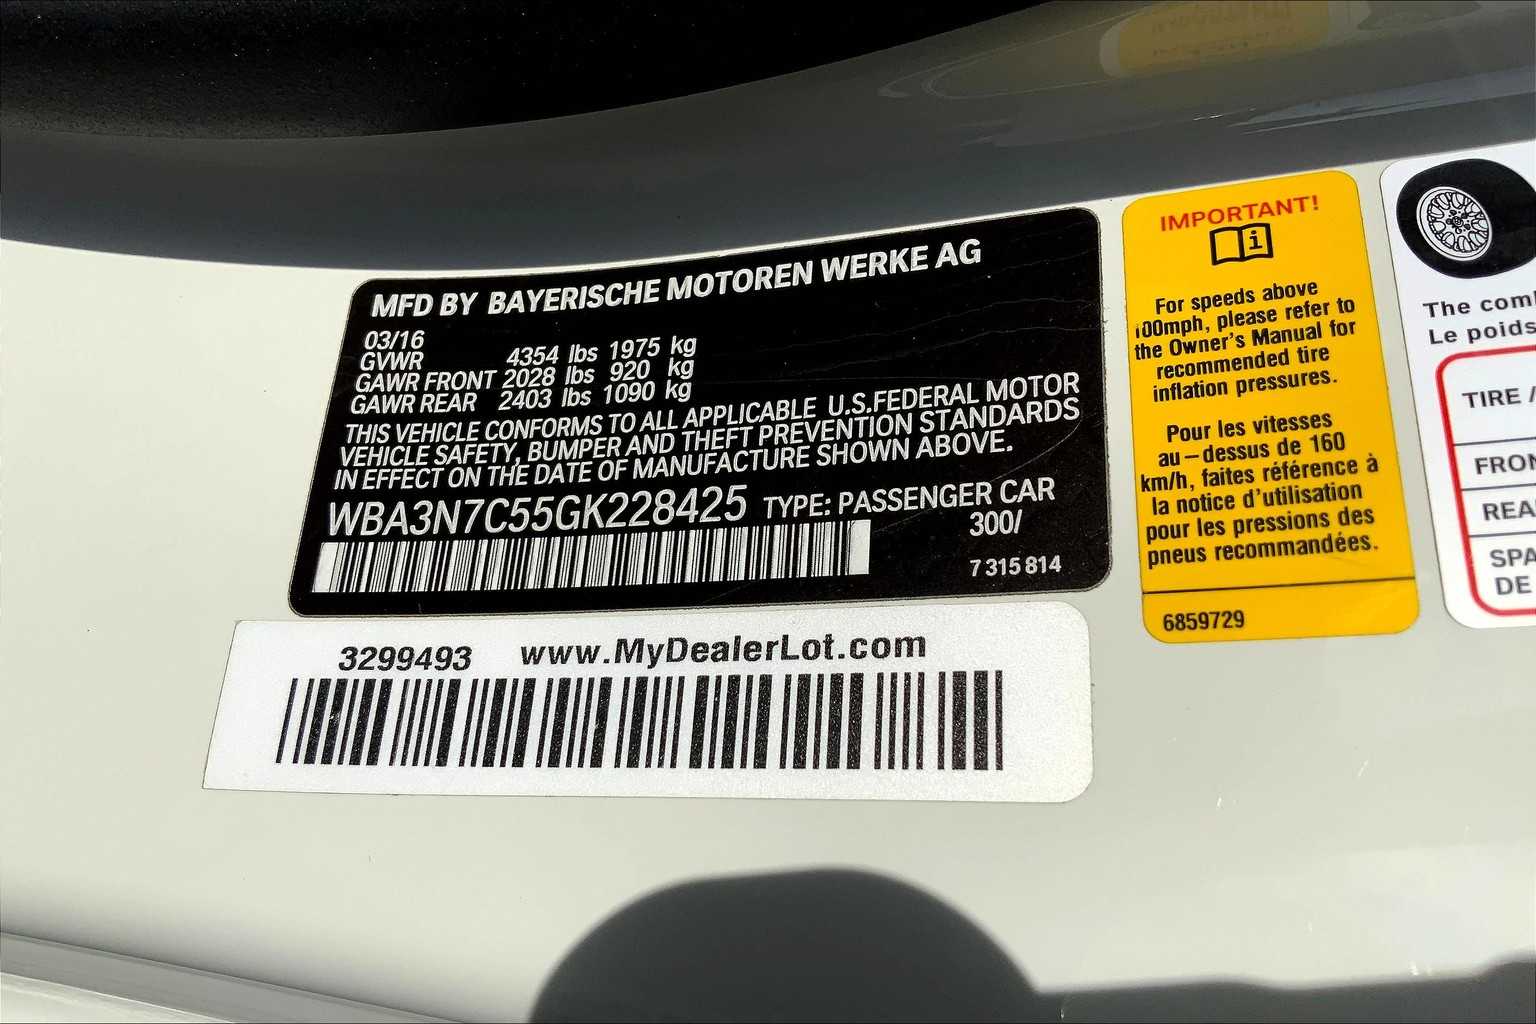 MFD BY BAYERISCHE MOTOREN WERKE AG
03/16
GVWR 4354 lbs 1975 kg
GAWR FRONT 2028 lbs 920 kg
GAWR REAR 2403 lbs 1090 kg
THIS VEHICLE CONFORMS TO ALL APPLICABLE U.S.FEDERAL MOTOR
VEHICLE SAFETY, BUMPER AND THEFT PREVENTION STANDARDS
IN EFFECT ON THE DATE OF MANUFACTURE SHOWN ABOVE.
WBA3N7C55GK228425 TYPE: PASSENGER CAR
300/
7 315 814
3299493 www.MyDealerLot.com
IMPORTANT!
i
For speeds above
100mph, please refer to
the Owner's Manual for
recommended tire
inflation pressures.
Pour les vitesses
au–dessus de 160
km/h, faites référence à
la notice d'utilisation
pour les pressions des
pneus recommandées.
6859729
The com
Le poids
TIRE /
FRON
REA
SPA
DE